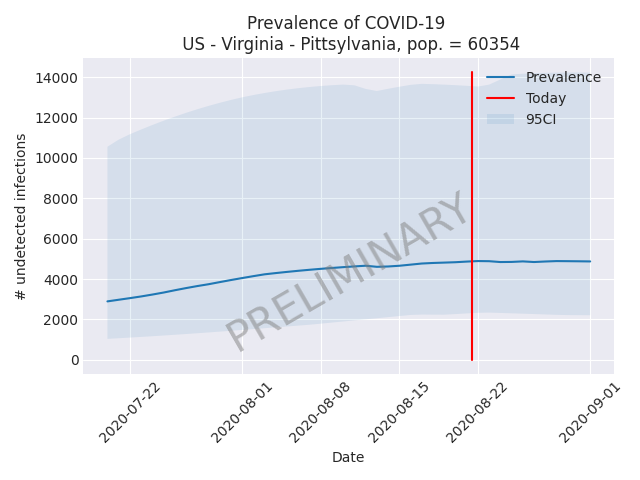 Prevalence of COVID-19
US - Virginia - Pittsylvania, pop. = 60354
14000
12000
10000
8000
6000
4000
2000
0
# undetected infections
Prevalence
Today
95CI
PRELIMINARY
2020-07-22
2020-08-01
2020-08-08
2020-08-15
2020-08-22
2020-09-01
Date